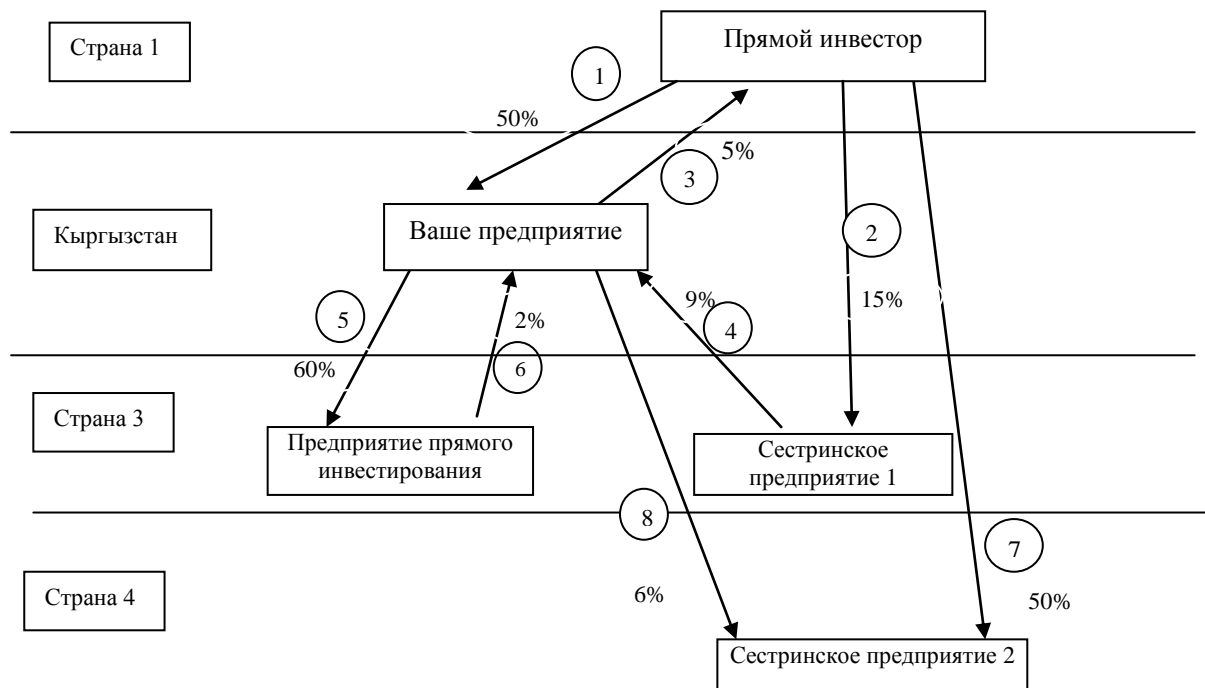 Страна 1
Прямой инвестор
1
50%
5%
3
Кыргызстан
Ваше предприятие
2
9%
15%
5
2%
4
60%
6
Страна 3
Предприятие прямого
инвестирования
Сестринское
предприятие 1
8
7
Страна 4
6%
50%
Сестринское предприятие 2